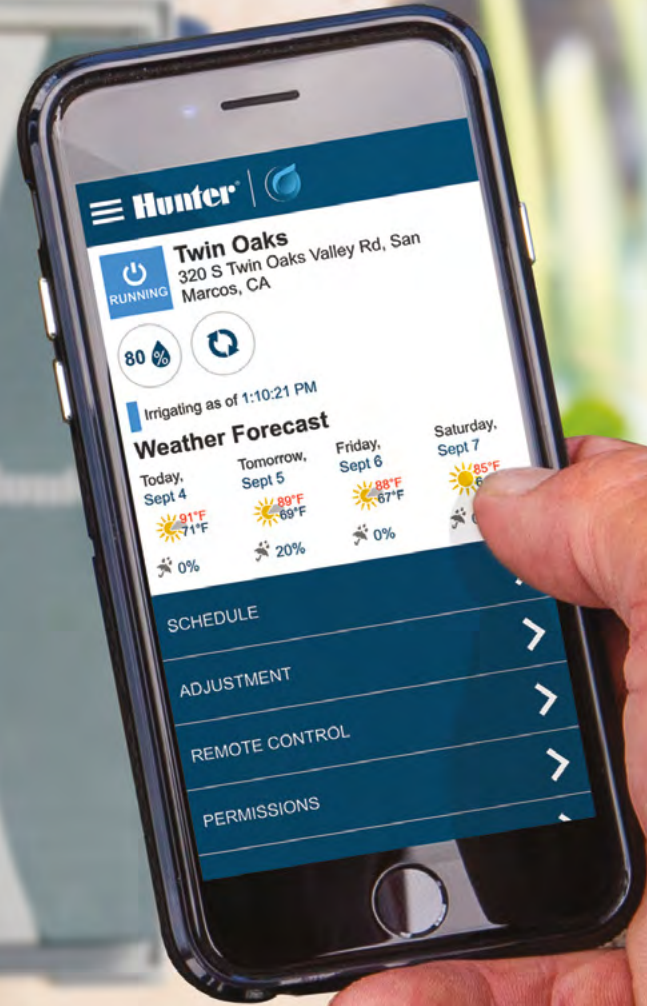 Hunter
Twin Oaks
320 S Twin Oaks Valley Rd, San
Marcos, CA
RUNNING
80 %
Irrigating as of 1:10:21 PM
Weather Forecast
Today,
Sept 4
91°F
71°F
0%
Tomorrow,
Sept 5
89°F
69°F
20%
Friday,
Sept 6
88°F
67°F
0%
Saturday,
Sept 7
85°F
SCHEDULE
ADJUSTMENT
REMOTE CONTROL
PERMISSIONS